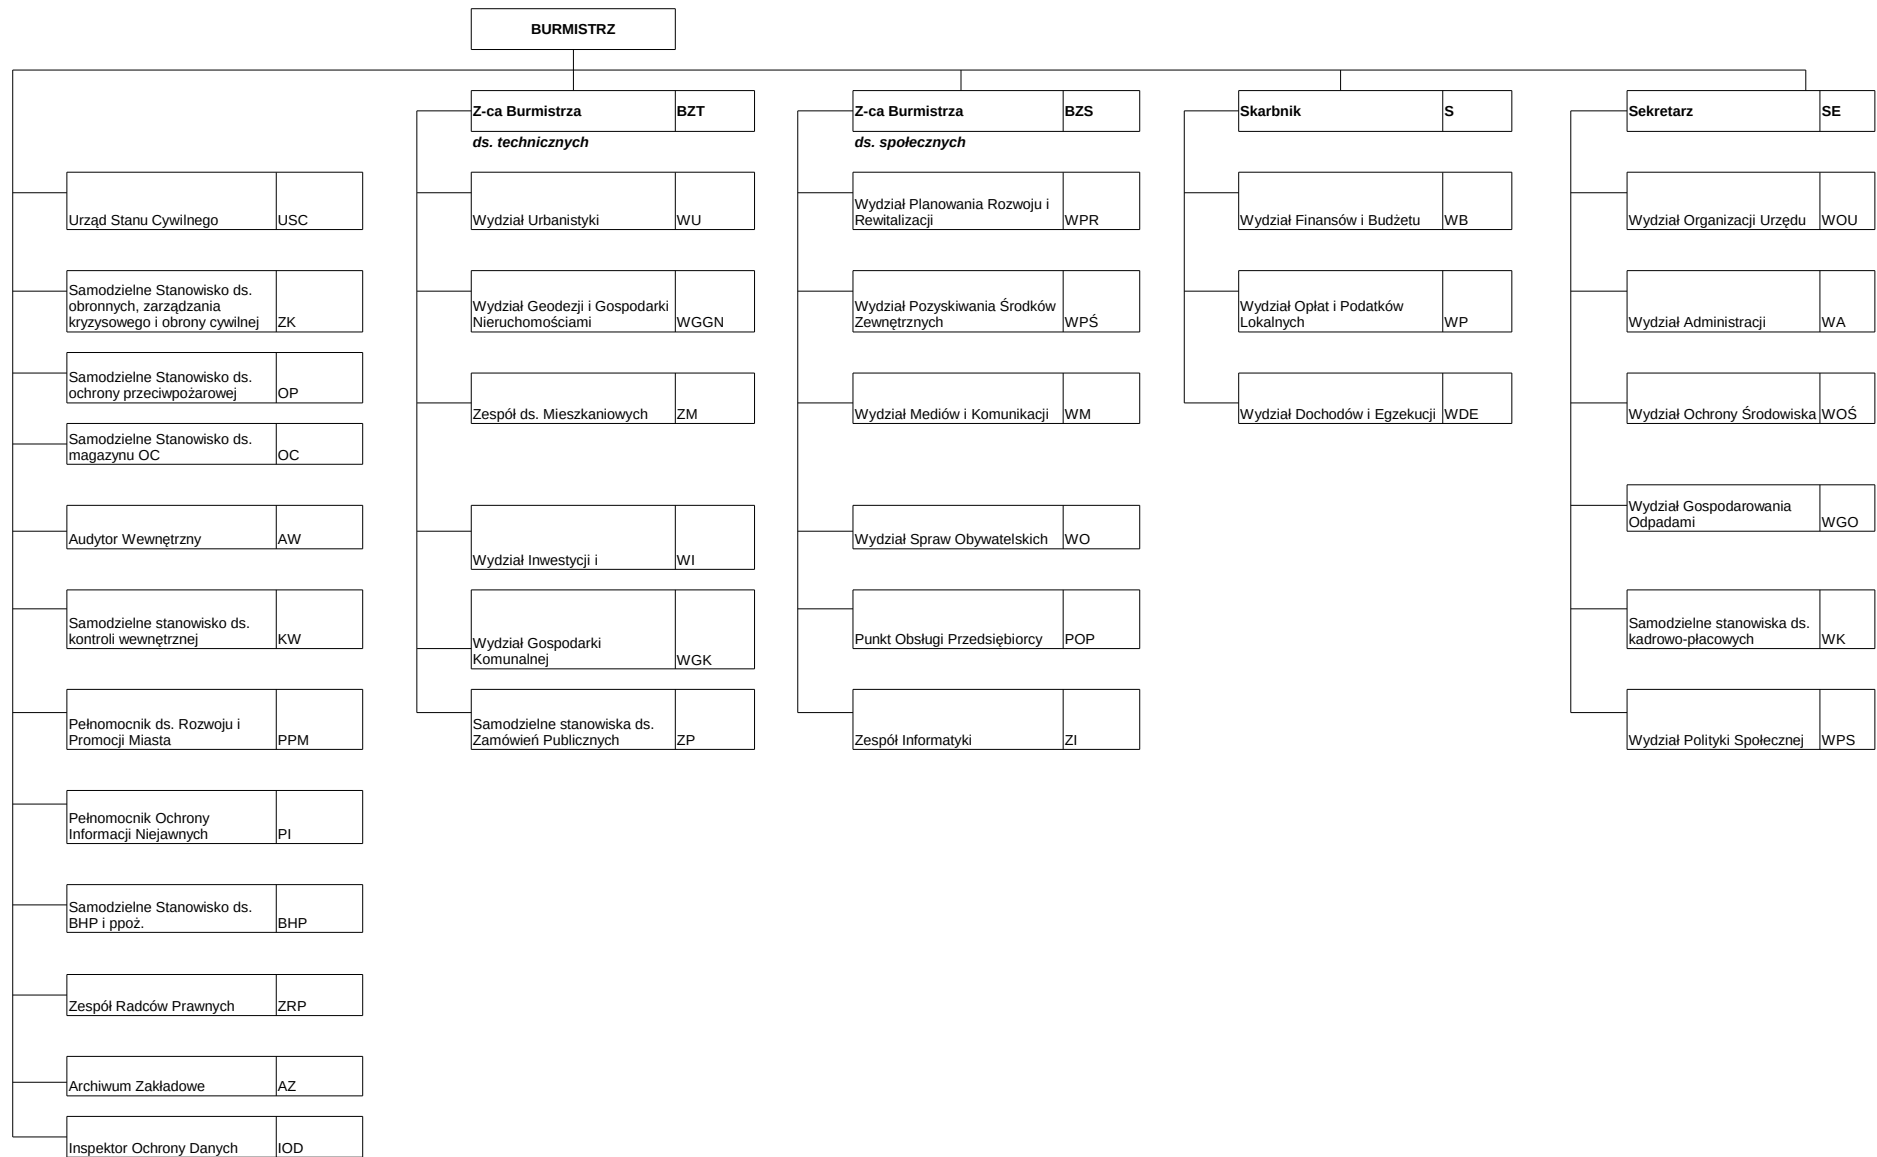 BURMISTRZ
Z-ca Burmistrza BZT
ds. technicznych
Z-ca Burmistrza BZS
ds. społecznych
Skarbnik S
Sekretarz SE
Urząd Stanu Cywilnego USC
Samodzielne Stanowisko ds.
obronnych, zarządzania
kryzysowego i obrony cywilnej ZK
Samodzielne Stanowisko ds.
ochrony przeciwpożarowej OP
Samodzielne Stanowisko ds.
magazynu OC OC
Audytor Wewnętrzny AW
Samodzielne stanowisko ds.
kontroli wewnętrznej KW
Pełnomocnik ds. Rozwoju i
Promocji Miasta PPM
Pełnomocnik Ochrony
Informacji Niejawnych PI
Samodzielne Stanowisko ds.
BHP i ppoż. BHP
Zespół Radców Prawnych ZRP
Archiwum Zakładowe AZ
Inspektor Ochrony Danych IOD
Wydział Urbanistyki WU
Wydział Geodezji i Gospodarki
Nieruchomościami WGGN
Zespół ds. Mieszkaniowych ZM
Wydział Inwestycji i WI
Wydział Gospodarki
Komunalnej WGK
Samodzielne stanowiska ds.
Zamówień Publicznych ZP
Wydział Planowania Rozwoju i
Rewitalizacji WPR
Wydział Pozyskiwania Środków
Zewnętrznych WPŚ
Wydział Mediów i Komunikacji WM
Wydział Spraw Obywatelskich WO
Punkt Obsługi Przedsiębiorcy POP
Zespół Informatyki ZI
Wydział Finansów i Budżetu WB
Wydział Opłat i Podatków
Lokalnych WP
Wydział Dochodów i Egzekucji WDE
Wydział Organizacji Urzędu WOU
Wydział Administracji WA
Wydział Ochrony Środowiska WOŚ
Wydział Gospodarowania
Odpadami WGO
Samodzielne stanowiska ds.
kadrowo-płacowych WK
Wydział Polityki Społecznej WPS